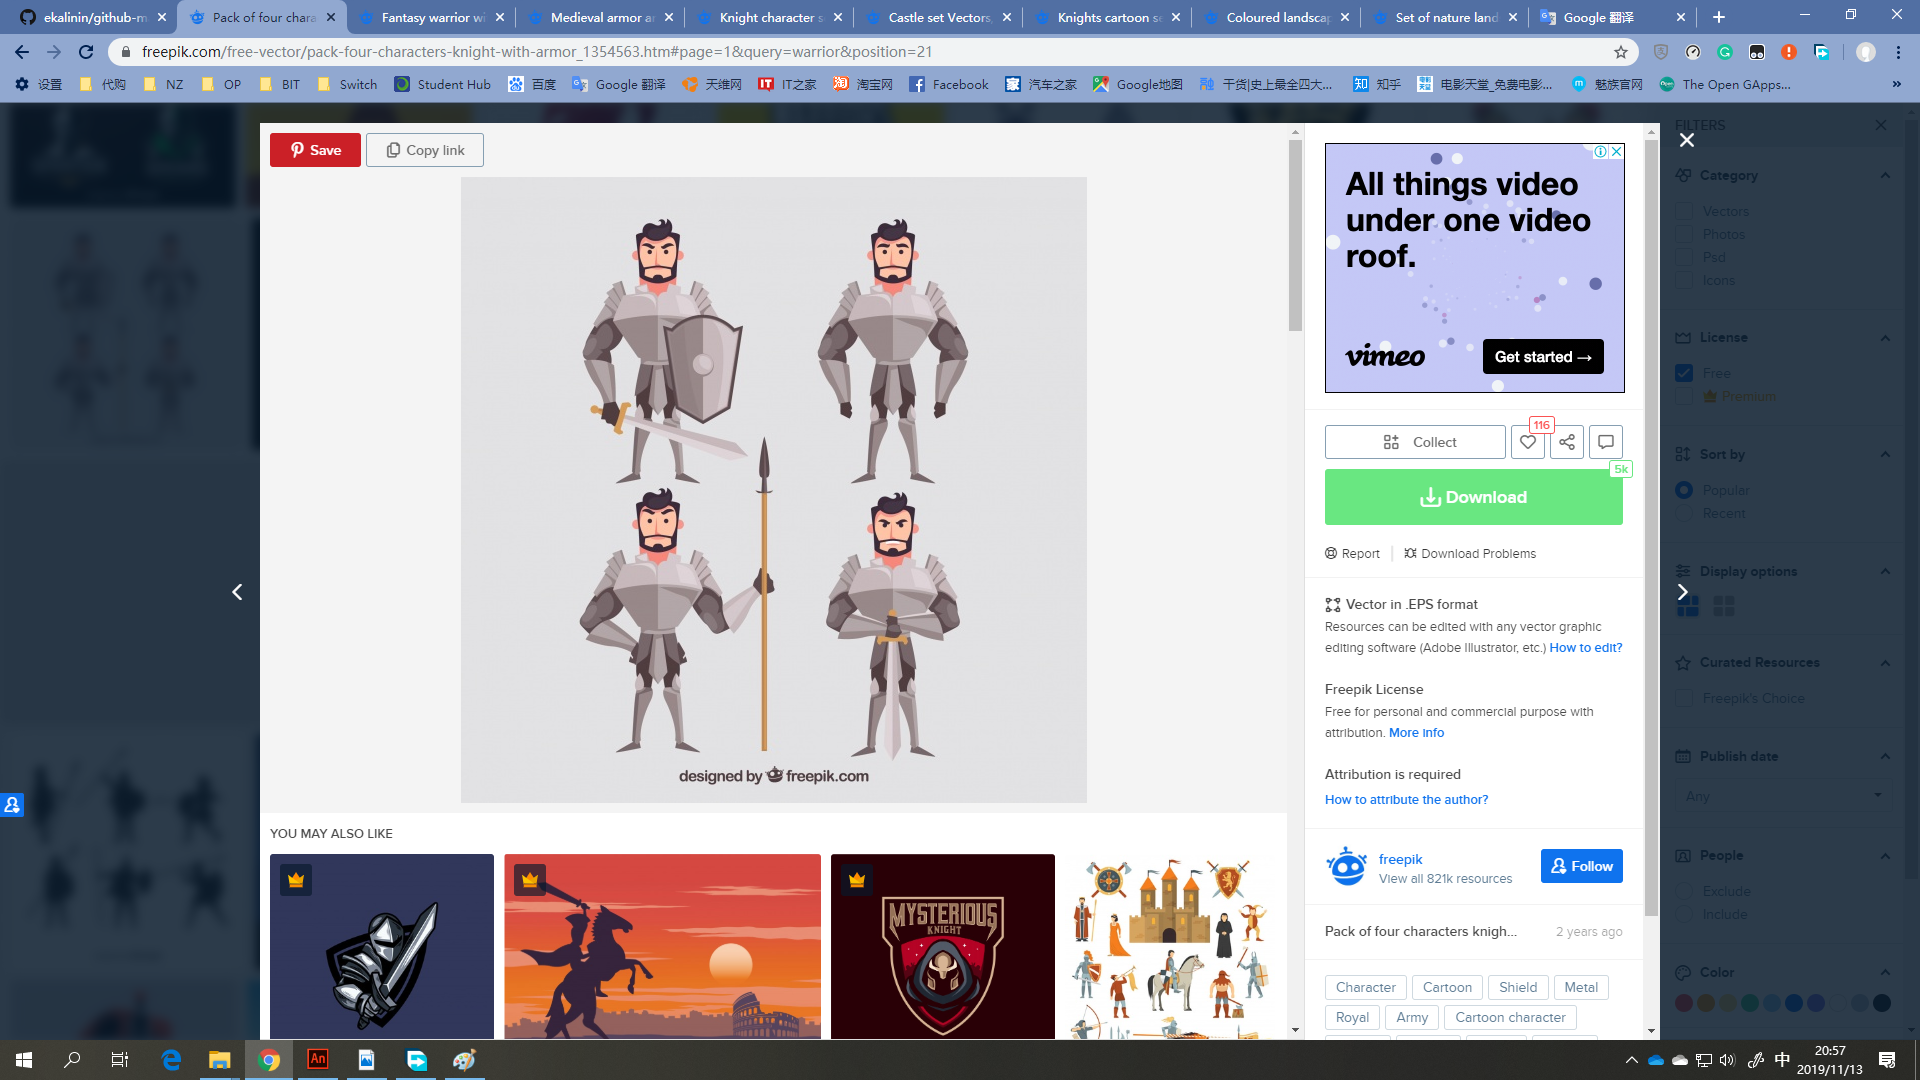 ekalinin/github-m
Pack of four chara
Fantasy warrior wi
Medieval armor ar
Knight character s
Castle set Vectors,
Knights cartoon se
Coloured landscap
Set of nature land
Google 翻译
freepik.com/free-vector/pack-four-characters-knight-with-armor_1354563.htm#page=1&query=warrior&position=21
设置
代购
NZ
OP
BIT
Switch
Student Hub
百度
Google 翻译
天维网
IT之家
淘宝网
Facebook
汽车之家
Google地图
干货|史上最全四大...
知乎
电影天堂_免费电影...
魅族官网
The Open GApps...
Save
Copy link
designed by freepik.com
YOU MAY ALSO LIKE
MYSTERIOUS
KNIGHT
All things video
under one video
roof.
vimeo
Get started →
Collect
116
5k
Download
Report
Download Problems
Vector in .EPS format
Resources can be edited with any vector graphic
editing software (Adobe Illustrator, etc.) How to edit?
Freepik License
Free for personal and commercial purpose with
attribution. More info
Attribution is required
How to attribute the author?
freepik
View all 821k resources
Follow
Pack of four characters knigh...
2 years ago
Character
Cartoon
Shield
Metal
Royal
Army
Cartoon character
FILTERS
Category
Vectors
Photos
Psd
Icons
License
Free
Premium
Sort by
Popular
Recent
Display options
Curated Resources
Freepik's Choice
Publish date
Any
People
Exclude
Include
Color
An
中
20:57
2019/11/13